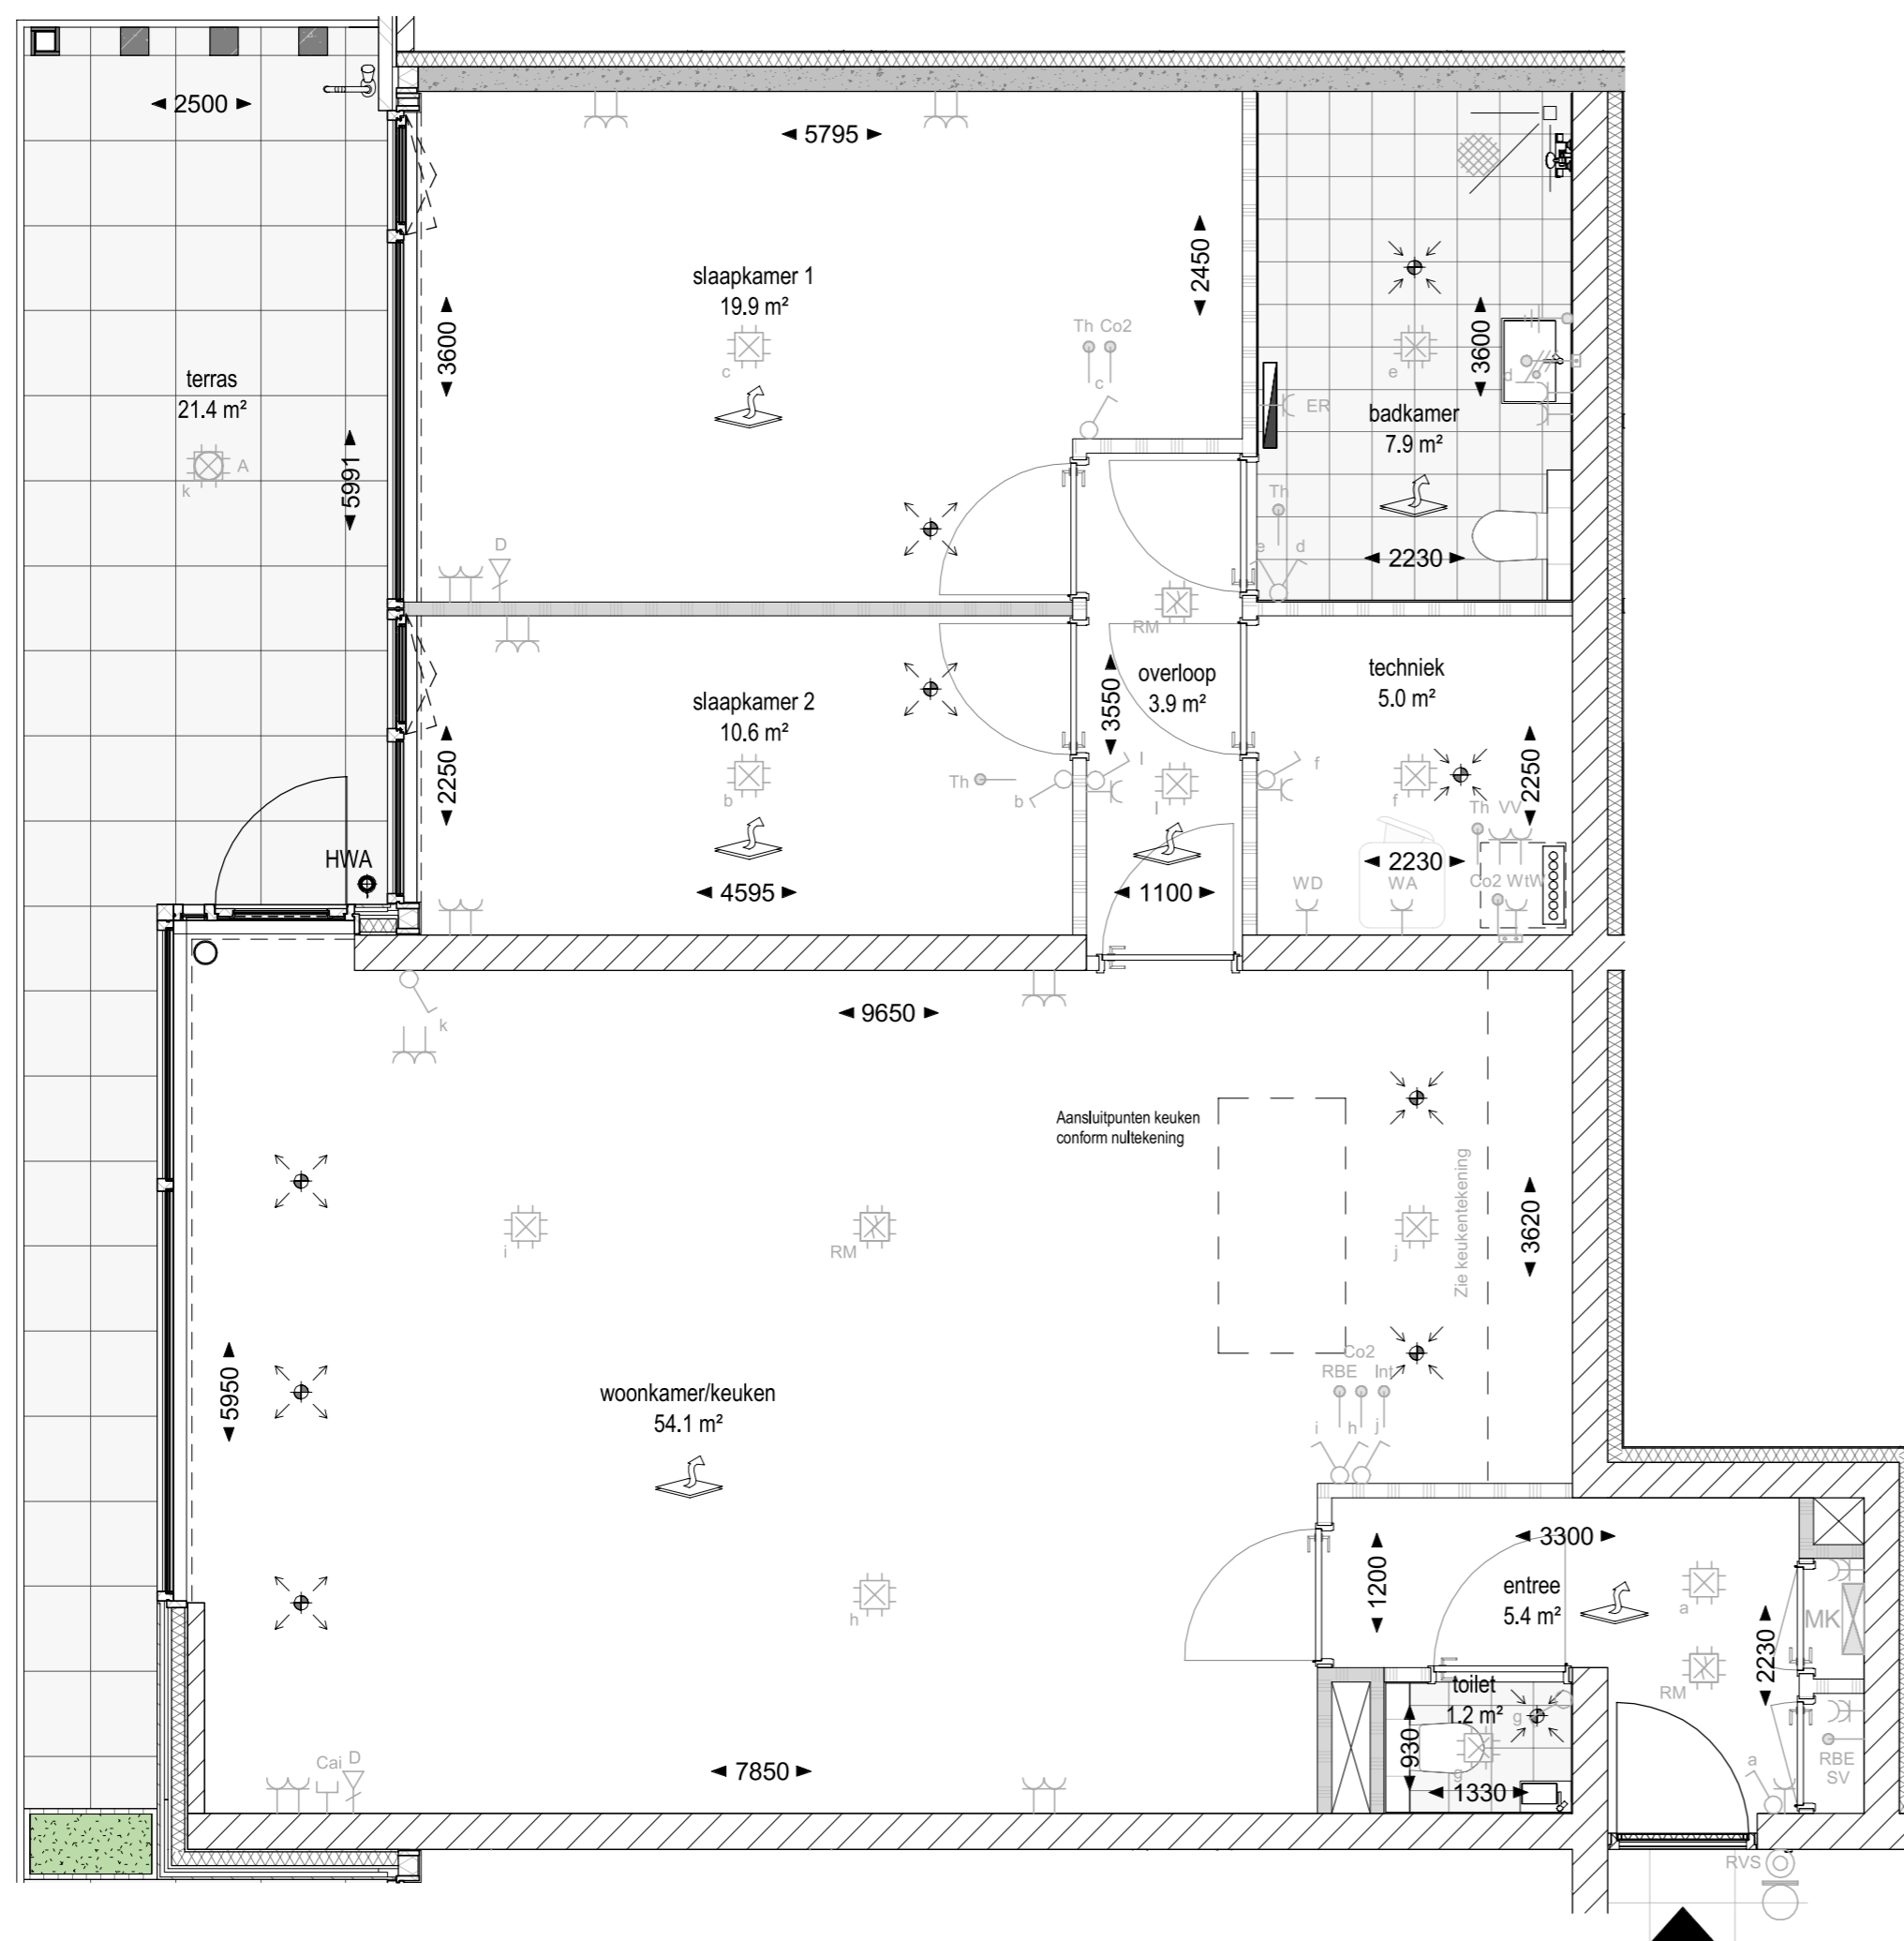 2500
5795
slaapkamer 1
19.9 m²
c
3600
2450
Th Co2
c
terras
21.4 m²
A
k
5991
3600
e
d
ER
badkamer
7.9 m²
Th
e d
2230
D
RM
slaapkamer 2
10.6 m²
b
2250
4595
Th
b
l
3550
overloop
3.9 m²
l
1100
techniek
5.0 m²
f
f
2250
Th VV
2230
WD
WA
Co2 WtW
HWA
k
9650
Aansluitpunten keuken
conform nultekening
Zie keukentekening
3620
i
RM
j
5950
woonkamer/keuken
54.1 m²
Co2
RBE Int
i h j
h
3300
1200
entree
5.4 m²
a
MK
2230
RM
toilet
1.2 m²
g
930
g
1330
a
RBE
SV
Cai D
7850
RVS